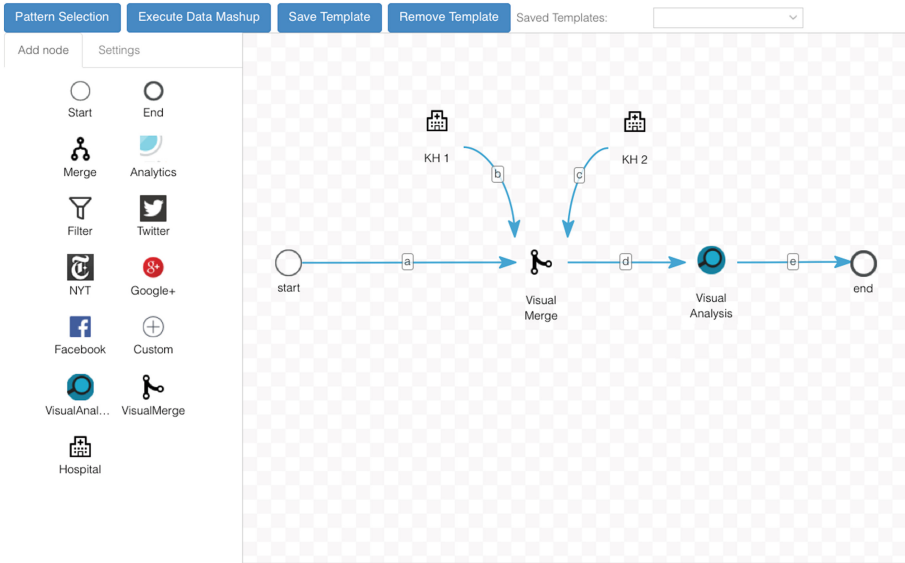 Pattern Selection Execute Data Mashup Save Template Remove Template Saved Templates:
Add node Settings
Start End
Merge Analytics
Filter Twitter
NYT Google+
Facebook Custom
VisualAnal... VisualMerge
Hospital
KH 1 KH 2
b c
a d e
start
Visual
Merge
Visual
Analysis
end